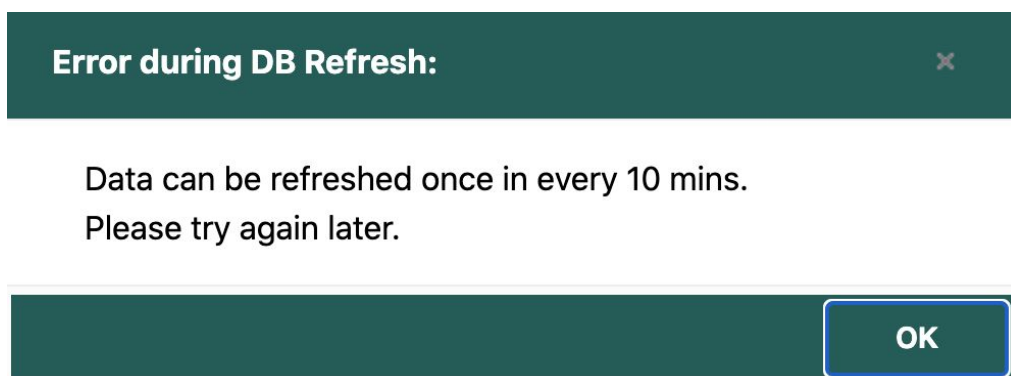 Error during DB Refresh:
Data can be refreshed once in every 10 mins.
Please try again later.
OK